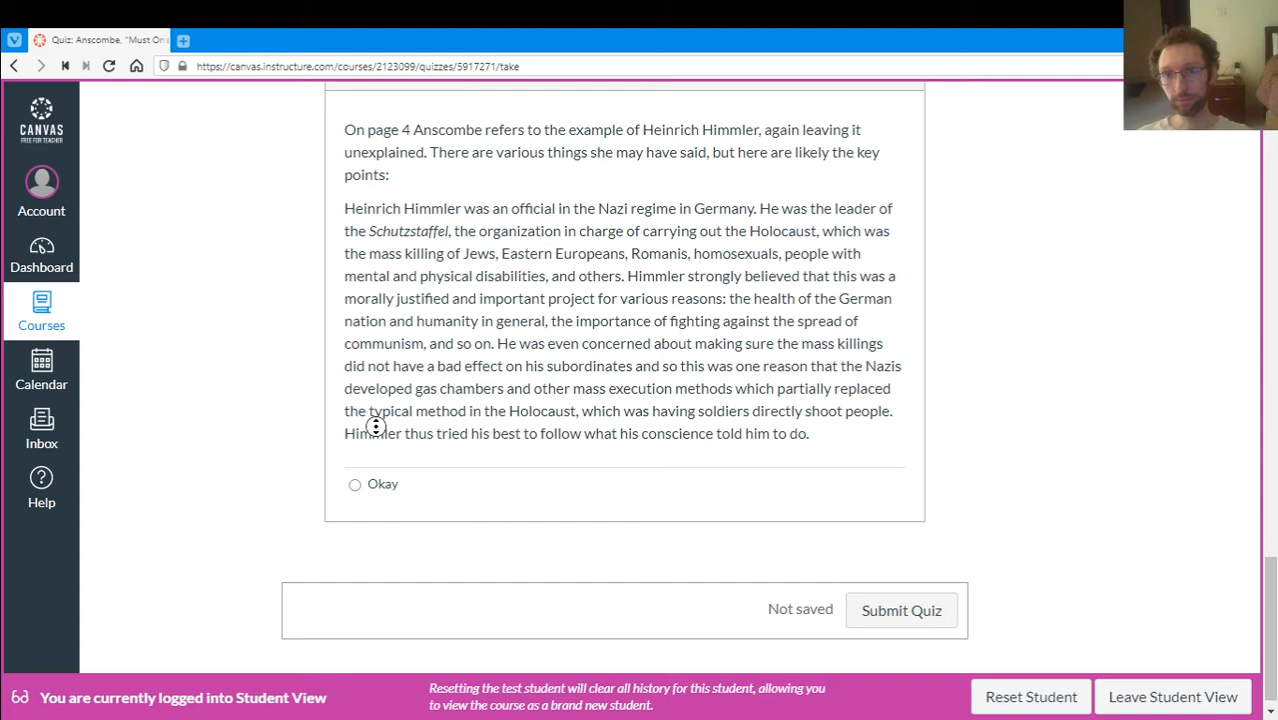 Quiz: Anscombe, "Must On
https://canvas.instructure.com/courses/2123099/quizzes/5917271/take
CANVAS
FREE FOR TEACHER
Account
Dashboard
Courses
Calendar
Inbox
Help
On page 4 Anscombe refers to the example of Heinrich Himmler, again leaving it
unexplained. There are various things she may have said, but here are likely the key
points:
Heinrich Himmler was an official in the Nazi regime in Germany. He was the leader of
the Schutzstaffel, the organization in charge of carrying out the Holocaust, which was
the mass killing of Jews, Eastern Europeans, Romanis, homosexuals, people with
mental and physical disabilities, and others. Himmler strongly believed that this was a
morally justified and important project for various reasons: the health of the German
nation and humanity in general, the importance of fighting against the spread of
communism, and so on. He was even concerned about making sure the mass killings
did not have a bad effect on his subordinates and so this was one reason that the Nazis
developed gas chambers and other mass execution methods which partially replaced
the typical method in the Holocaust, which was having soldiers directly shoot people.
Himmler thus tried his best to follow what his conscience told him to do.
Okay
Not saved
Submit Quiz
You are currently logged into Student View
Resetting the test student will clear all history for this student, allowing you
to view the course as a brand new student.
Reset Student
Leave Student View